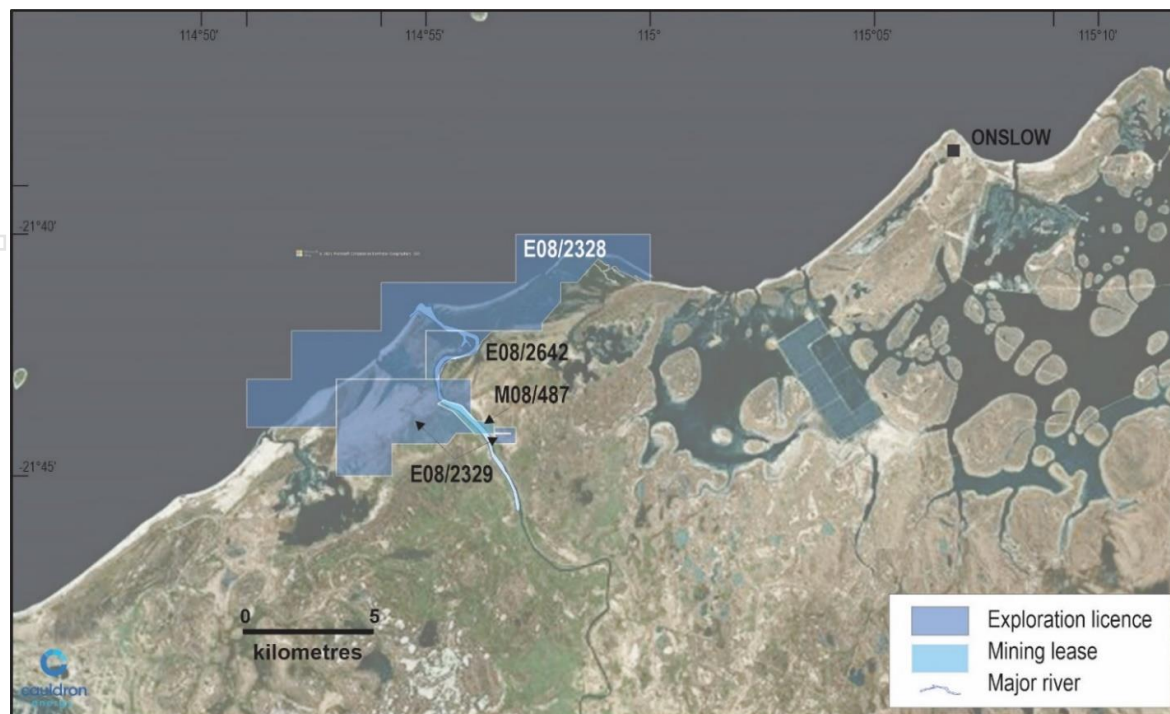 114°50' 114°55' 115° 115°05' 115°10'
ONSLOW
-21°40'
E08/2328
E08/2642
M08/487
-21°45'
E08/2329
0 5
kilometres
Exploration licence
Mining lease
Major river
cauldron
energy